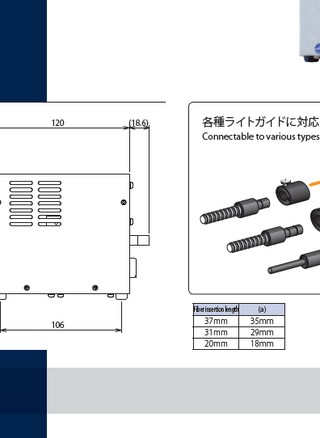 120
(18.6)
各種ライトガイドに対応
Connectable to various types
106
Fiber insertion length (a)
37mm 35mm
31mm 29mm
20mm 18mm